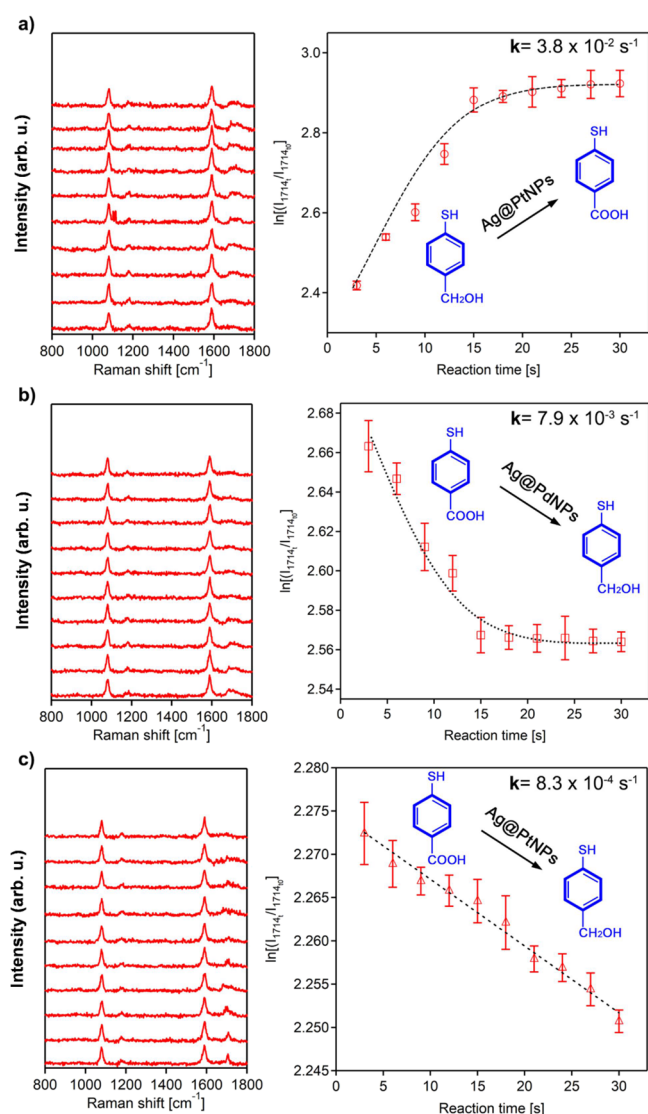 a)
Intensity (arb. u.)
800 1000 1200 1400 1600 1800
Raman shift [cm⁻¹]
k= 3.8 x 10⁻² s⁻¹
3.0
2.8
2.6
2.4
ln[(I₁₇₁₄ₜ/I₁₇₁₄ₜ₀]
SH
CH₂OH
Ag@PtNPs
SH
COOH
0 5 10 15 20 25 30
Reaction time [s]
b)
Intensity (arb. u.)
800 1000 1200 1400 1600 1800
Raman shift [cm⁻¹]
k= 7.9 x 10⁻³ s⁻¹
2.68
2.66
2.64
2.62
2.60
2.58
2.56
2.54
ln[(I₁₇₁₄ₜ/I₁₇₁₄ₜ₀]
SH
COOH
Ag@PdNPs
SH
CH₂OH
0 5 10 15 20 25 30
Reaction time [s]
c)
Intensity (arb. u.)
800 1000 1200 1400 1600 1800
Raman shift [cm⁻¹]
k= 8.3 x 10⁻⁴ s⁻¹
2.280
2.275
2.270
2.265
2.260
2.255
2.250
2.245
ln[(I₁₇₁₄ₜ/I₁₇₁₄ₜ₀]
SH
COOH
Ag@PtNPs
SH
CH₂OH
0 5 10 15 20 25 30
Reaction time [s]